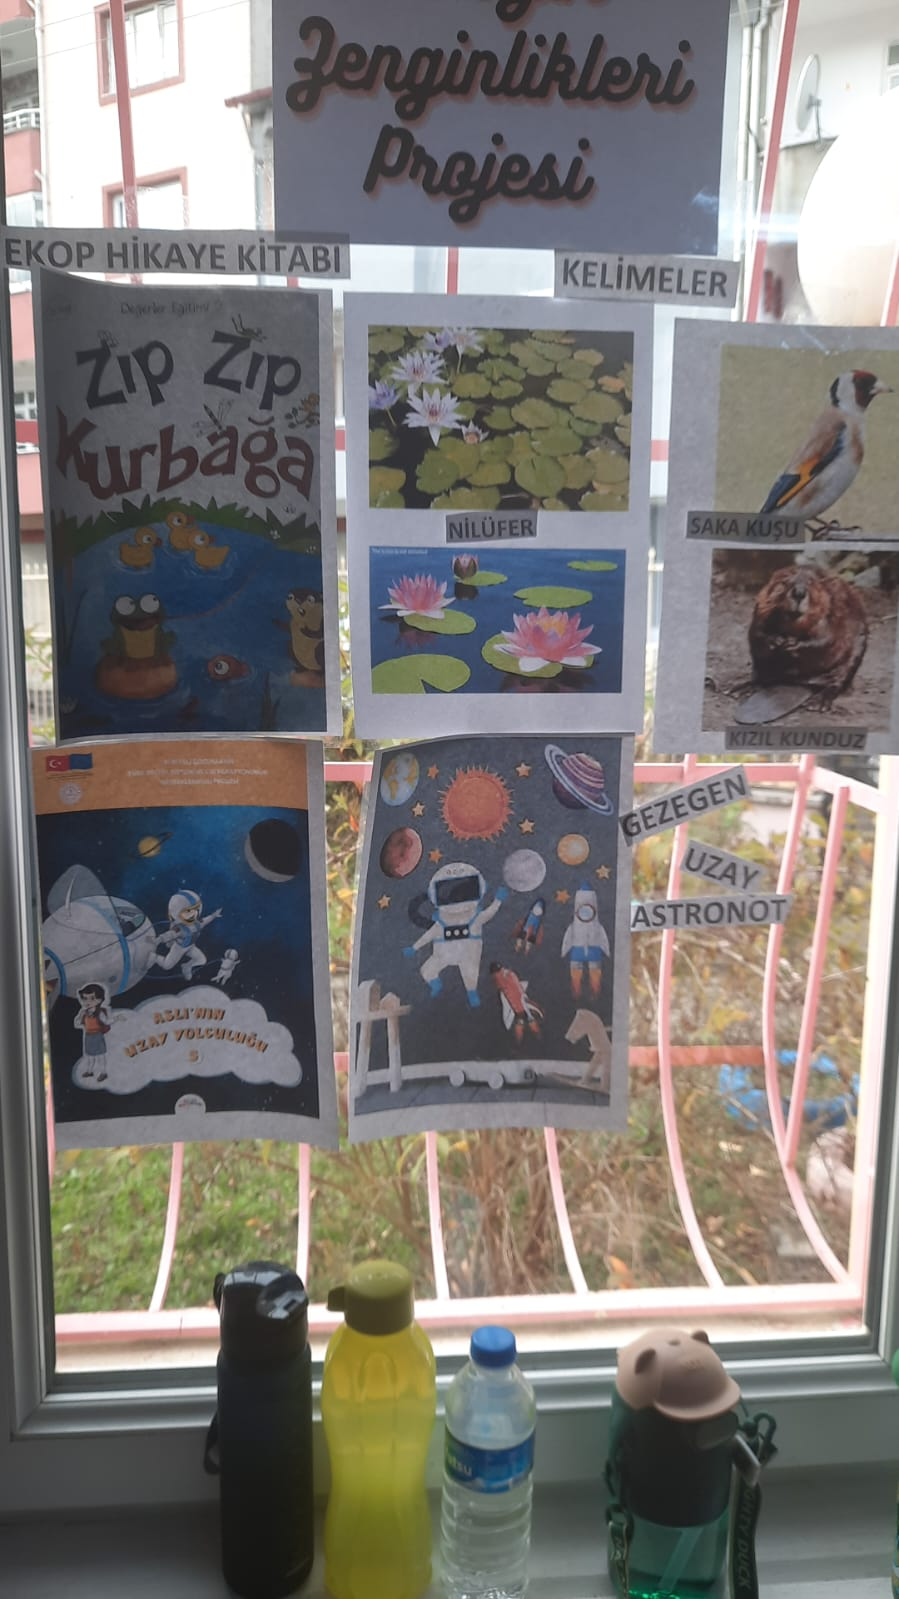 Zenginlikleri
Projesi
EKOP HİKAYE KİTABI
KELİMELER
Değerler Eğitimi
Zıp Zıp
Kurbağa
NİLÜFER
SAKA KUŞU
KIZIL KUNDUZ
GEZEGEN
UZAY
ASTRONOT
ASLI'NIN
UZAY YOLCULUĞU
5